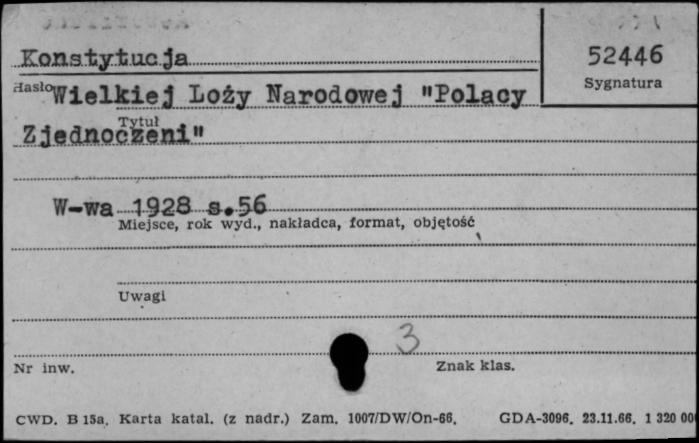 Konstytucja
52446
Sygnatura
Hasło Wielkiej Loży Narodowej "Polacy
Tytuł
Zjednoczeni"
W-wa 1928 s.56
Miejsce, rok wyd., nakładca, format, objętość
Uwagi
3
Nr inw.
Znak klas.
CWD. B 15a. Karta katal. (z nadr.) Zam. 1007/DW/On-66. GDA-3096. 23.11.66. 1 320 00